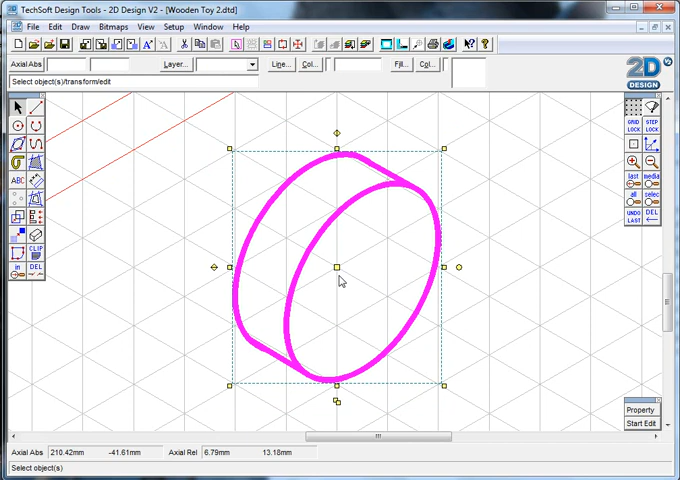 TechSoft Design Tools - 2D Design V2 - [Wooden Toy 2.dtd]
File Edit Draw Bitmaps View Setup Window Help
Axial Abs Layer... Line... Col... Fill... Col...
Select object(s)/transform/edit
2D
DESIGN
GRID LOCK STEP LOCK
ABC
last media
all selec
UNDO LAST DEL
CLIP
in DEL
Property
Start Edit
Axial Abs 210.42mm -41.61mm Axial Rel 6.79mm 13.18mm
Select object(s)